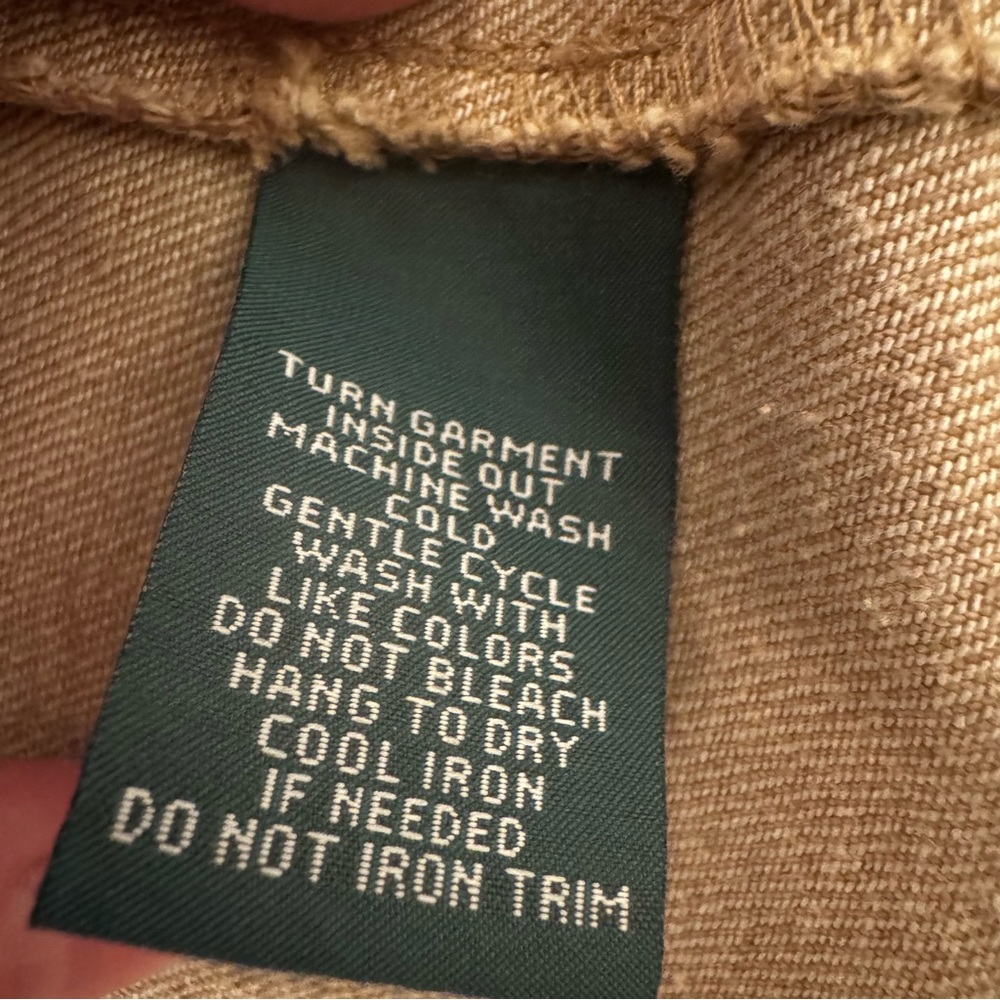 TURN GARMENT
INSIDE OUT
MACHINE WASH
COLD
GENTLE CYCLE
WASH WITH
LIKE COLORS
DO NOT BLEACH
HANG TO DRY
COOL IRON
IF NEEDED
DO NOT IRON TRIM